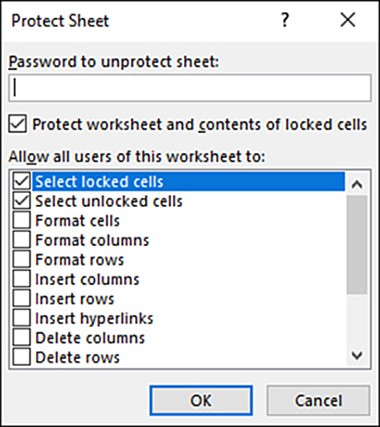 Protect Sheet ?
Password to unprotect sheet:
Protect worksheet and contents of locked cells
Allow all users of this worksheet to:
Select locked cells
Select unlocked cells
Format cells
Format columns
Format rows
Insert columns
Insert rows
Insert hyperlinks
Delete columns
Delete rows
OK Cancel